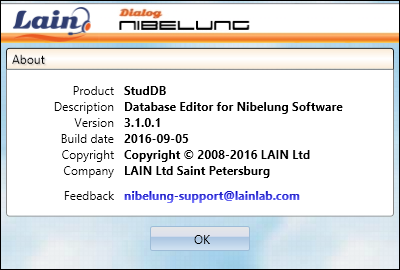 Lain Dialog
NIBELUNG
About
Product StudDB
Description Database Editor for Nibelung Software
Version 3.1.0.1
Build date 2016-09-05
Copyright Copyright © 2008-2016 LAIN Ltd
Company LAIN Ltd Saint Petersburg
Feedback nibelung-support@lainlab.com
OK